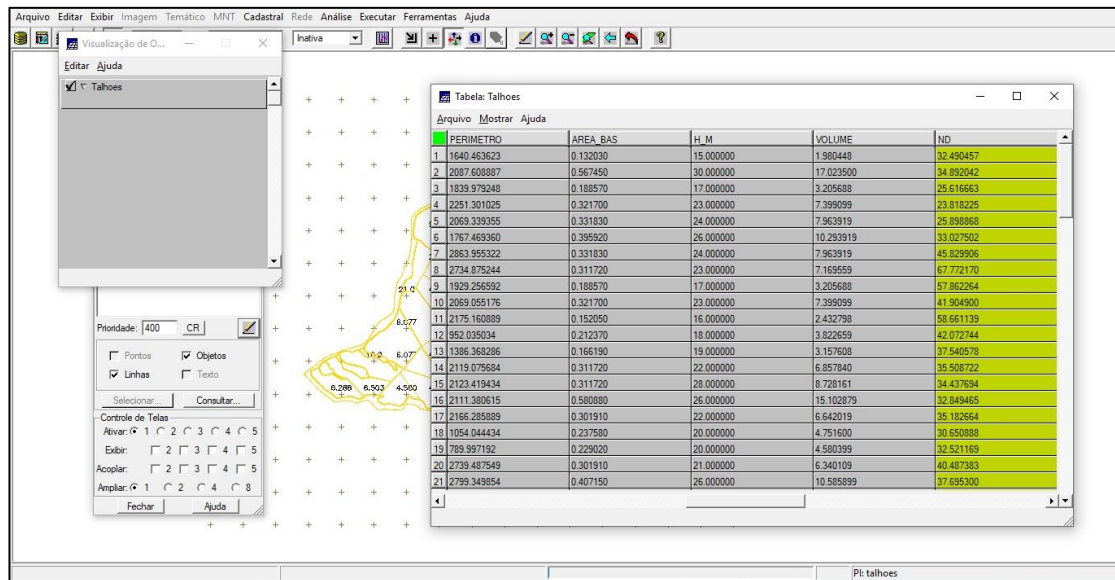 Arquivo Editar Exibir Imagem Temático MNT Cadastral Rede Análise Executar Ferramentas Ajuda
Inativa
Visualização de O...
Editar Ajuda
Talhoes
Prioridade: 400 CR
Pontos Objetos
Linhas Texto
Selecionar... Consultar...
Controle de Telas
Ativar: 1 2 3 4 5
Exibir: 2 3 4 5
Acoplar: 2 3 4 5
Ampliar: 1 2 4 8
Fechar Ajuda
21.0
8.077
10.2 6.077
6.288 6.503 4.560
Tabela: Talhoes
Arquivo Mostrar Ajuda
PERIMETRO AREA_BAS H_M VOLUME ND
1 1640.463623 0.132030 15.000000 1.980448 32.490457
2 2087.608887 0.567450 30.000000 17.023500 34.892042
3 1839.979248 0.188570 17.000000 3.205688 25.616663
4 2251.301025 0.321700 23.000000 7.399099 23.818225
5 2069.339355 0.331830 24.000000 7.963919 25.898868
6 1767.469360 0.395920 26.000000 10.293919 33.027502
7 2863.955322 0.331830 24.000000 7.963919 45.829906
8 2734.875244 0.311720 23.000000 7.169559 67.772170
9 1929.256592 0.188570 17.000000 3.205688 57.862264
10 2069.055176 0.321700 23.000000 7.399099 41.904900
11 2175.160889 0.152050 16.000000 2.432798 58.661139
12 952.035034 0.212370 18.000000 3.822659 42.072744
13 1386.368286 0.166190 19.000000 3.157608 37.540578
14 2119.075684 0.311720 22.000000 6.857840 35.508722
15 2123.419434 0.311720 28.000000 8.728161 34.437694
16 2111.380615 0.580880 26.000000 15.102879 32.849465
17 2166.285889 0.301910 22.000000 6.642019 35.182664
18 1054.044434 0.237580 20.000000 4.751600 30.650888
19 789.997192 0.229020 20.000000 4.580399 32.521169
20 2739.487549 0.301910 21.000000 6.340109 40.487383
21 2799.349854 0.407150 26.000000 10.585899 37.695300
PI: talhoes